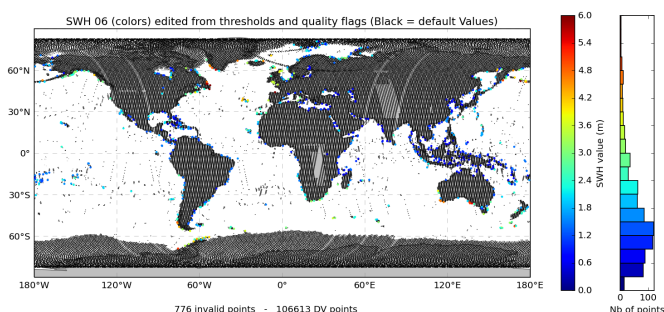 SWH 06 (colors) edited from thresholds and quality flags (Black = default Values)
60°N
30°N
0°
30°S
60°S
180°W 120°W 60°W 0° 60°E 120°E 180°E
776 invalid points - 106613 DV points
6.0
5.4
4.8
4.2
3.6
3.0
2.4
1.8
1.2
0.6
0.0
SWH value (m)
0 100
Nb of points